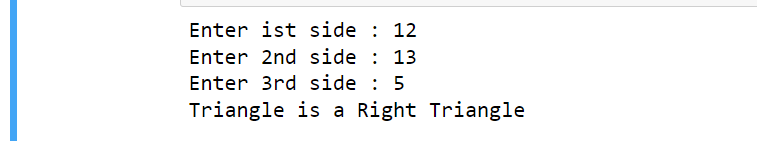 Enter ist side : 12
Enter 2nd side : 13
Enter 3rd side : 5
Triangle is a Right Triangle